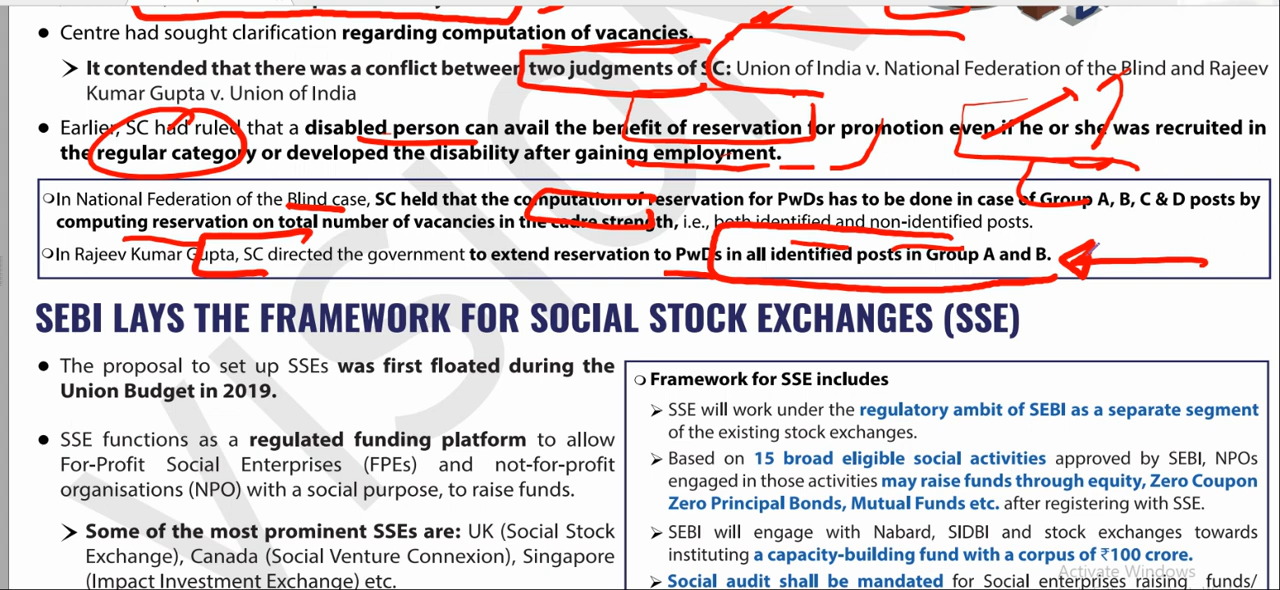 ● Centre had sought clarification regarding computation of vacancies.
➤ It contended that there was a conflict between two judgments of SC: Union of India v. National Federation of the Blind and Rajeev
Kumar Gupta v. Union of India
● Earlier, SC had ruled that a disabled person can avail the benefit of reservation for promotion even if he or she was recruited in
the regular category or developed the disability after gaining employment.
○In National Federation of the Blind case, SC held that the computation of reservation for PwDs has to be done in case of Group A, B, C & D posts by
computing reservation on total number of vacancies in the cadre strength, i.e., both identified and non-identified posts.
○In Rajeev Kumar Gupta, SC directed the government to extend reservation to PwDs in all identified posts in Group A and B.
SEBI LAYS THE FRAMEWORK FOR SOCIAL STOCK EXCHANGES (SSE)
● The proposal to set up SSEs was first floated during the
Union Budget in 2019.
● SSE functions as a regulated funding platform to allow
For-Profit Social Enterprises (FPEs) and not-for-profit
organisations (NPO) with a social purpose, to raise funds.
➤ Some of the most prominent SSEs are: UK (Social Stock
Exchange), Canada (Social Venture Connexion), Singapore
(Impact Investment Exchange) etc.
○ Framework for SSE includes
➤ SSE will work under the regulatory ambit of SEBI as a separate segment
of the existing stock exchanges.
➤ Based on 15 broad eligible social activities approved by SEBI, NPOs
engaged in those activities may raise funds through equity, Zero Coupon
Zero Principal Bonds, Mutual Funds etc. after registering with SSE.
➤ SEBI will engage with Nabard, SIDBI and stock exchanges towards
instituting a capacity-building fund with a corpus of ₹100 crore.
➤ Social audit shall be mandated for Social enterprises raising funds/
Activate Windows
VISION